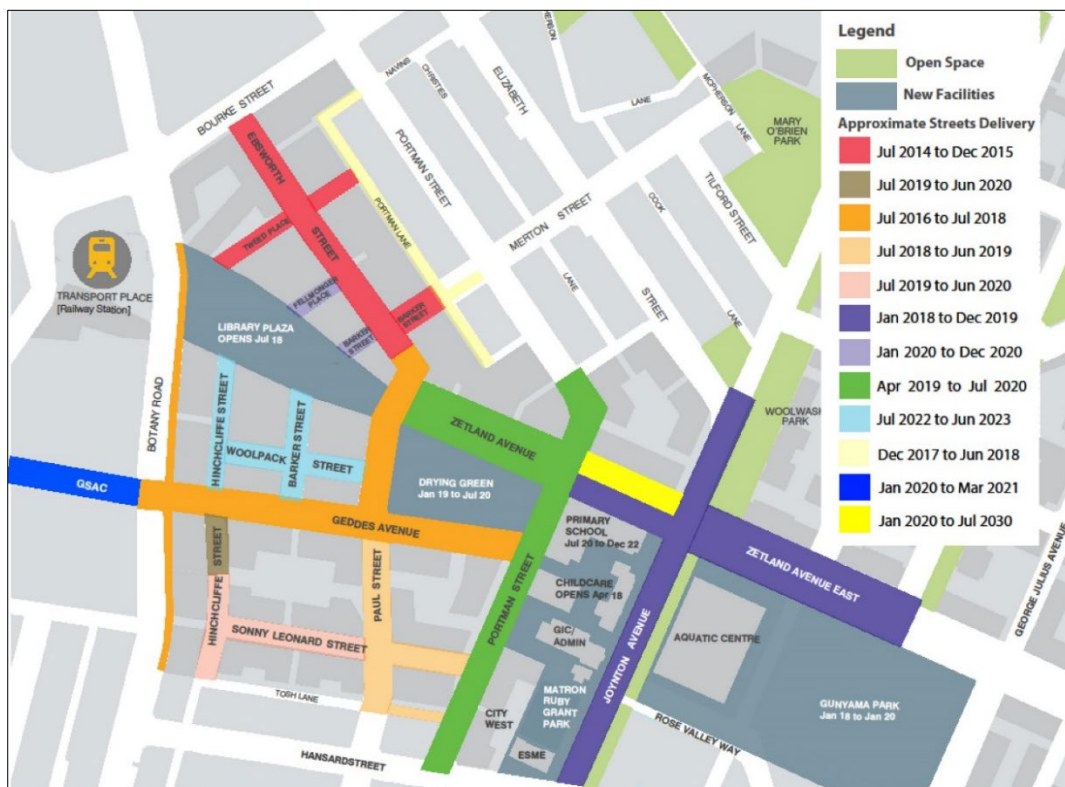 BOURKE STREET
EBSWORTH
STREET
TWEED PLACE
PORTMAN LANE
FELLMONGER
PLACE
BARKER
STREET
BARKER
STREET
NAVINS
CHRISTIES
ELIZABETH
PORTMAN STREET
MERTON STREET
LANE
MCPHERSON
LANE
MARY
O'BRIEN
PARK
TILFORD STREET
COOK
LANE
STREET
LANE
WOOLWASH
PARK
TRANSPORT PLACE
[Railway Station]
LIBRARY PLAZA
OPENS Jul 18
BOTANY ROAD
HINCHCLIFFE STREET
BARKER STREET
WOOLPACK STREET
GSAC
GEDDES AVENUE
ZETLAND AVENUE
DRYING GREEN
Jan 19 to Jul 20
PRIMARY
SCHOOL
Jul 20 to Dec 22
CHILDCARE
OPENS Apr 18
GIC/
ADMIN
MATRON
RUBY
GRANT
PARK
CITY
WEST
ESME
PORTMAN STREET
JOYNTON AVENUE
ZETLAND AVENUE EAST
AQUATIC CENTRE
GUNYAMA PARK
Jan 18 to Jan 20
GEORGE JULIUS AVENUE
ROSE VALLEY WAY
HINCHCLIFFE STREET
SONNY LEONARD STREET
PAUL STREET
TOSH LANE
HANSARDSTREET
Legend
Open Space
New Facilities
Approximate Streets Delivery
Jul 2014 to Dec 2015
Jul 2019 to Jun 2020
Jul 2016 to Jul 2018
Jul 2018 to Jun 2019
Jul 2019 to Jun 2020
Jan 2018 to Dec 2019
Jan 2020 to Dec 2020
Apr 2019 to Jul 2020
Jul 2022 to Jun 2023
Dec 2017 to Jun 2018
Jan 2020 to Mar 2021
Jan 2020 to Jul 2030